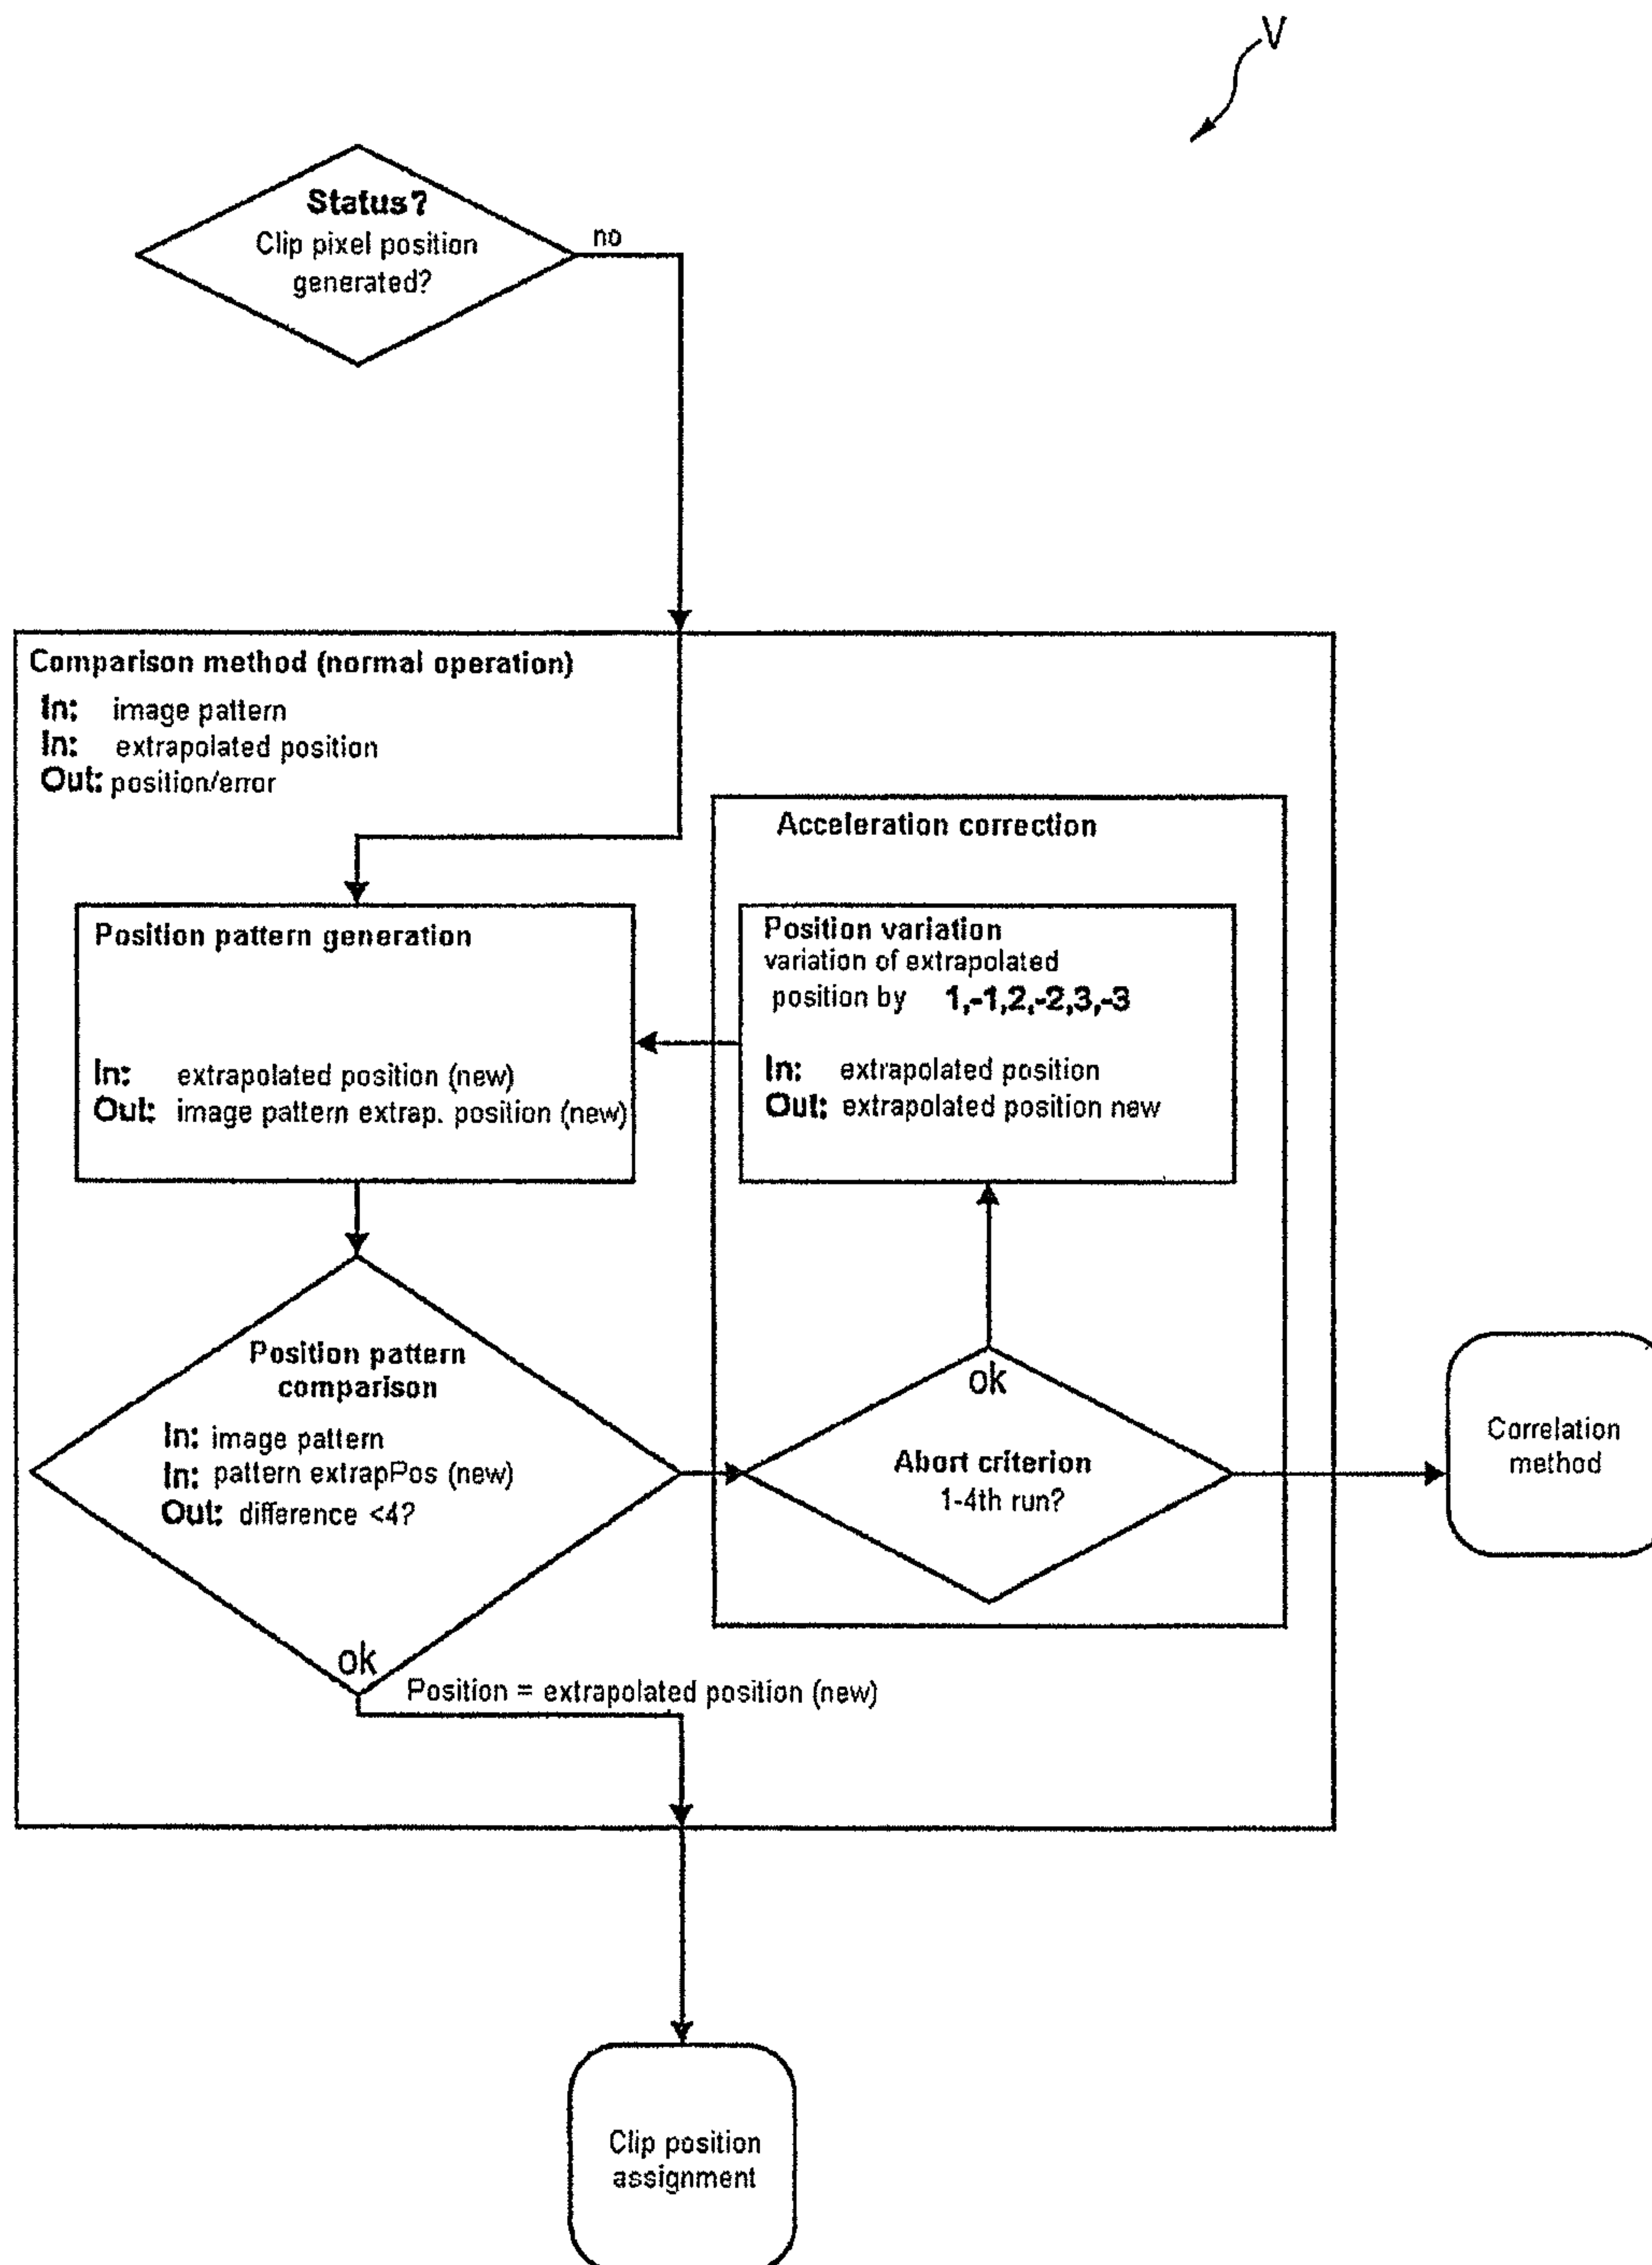 V
Status?
Clip pixel position
generated?
no
Comparison method (normal operation)
In: image pattern
In: extrapolated position
Out: position/error
Acceleration correction
Position pattern generation
In: extrapolated position (new)
Out: image pattern extrap. position (new)
Position variation
variation of extrapolated
position by 1,-1,2,-2,3,-3
In: extrapolated position
Out: extrapolated position new
Position pattern
comparison
In: image pattern
In: pattern extrapPos (new)
Out: difference <4?
ok
ok
Abort criterion
1-4th run?
Correlation
method
Position = extrapolated position (new)
Clip position
assignment